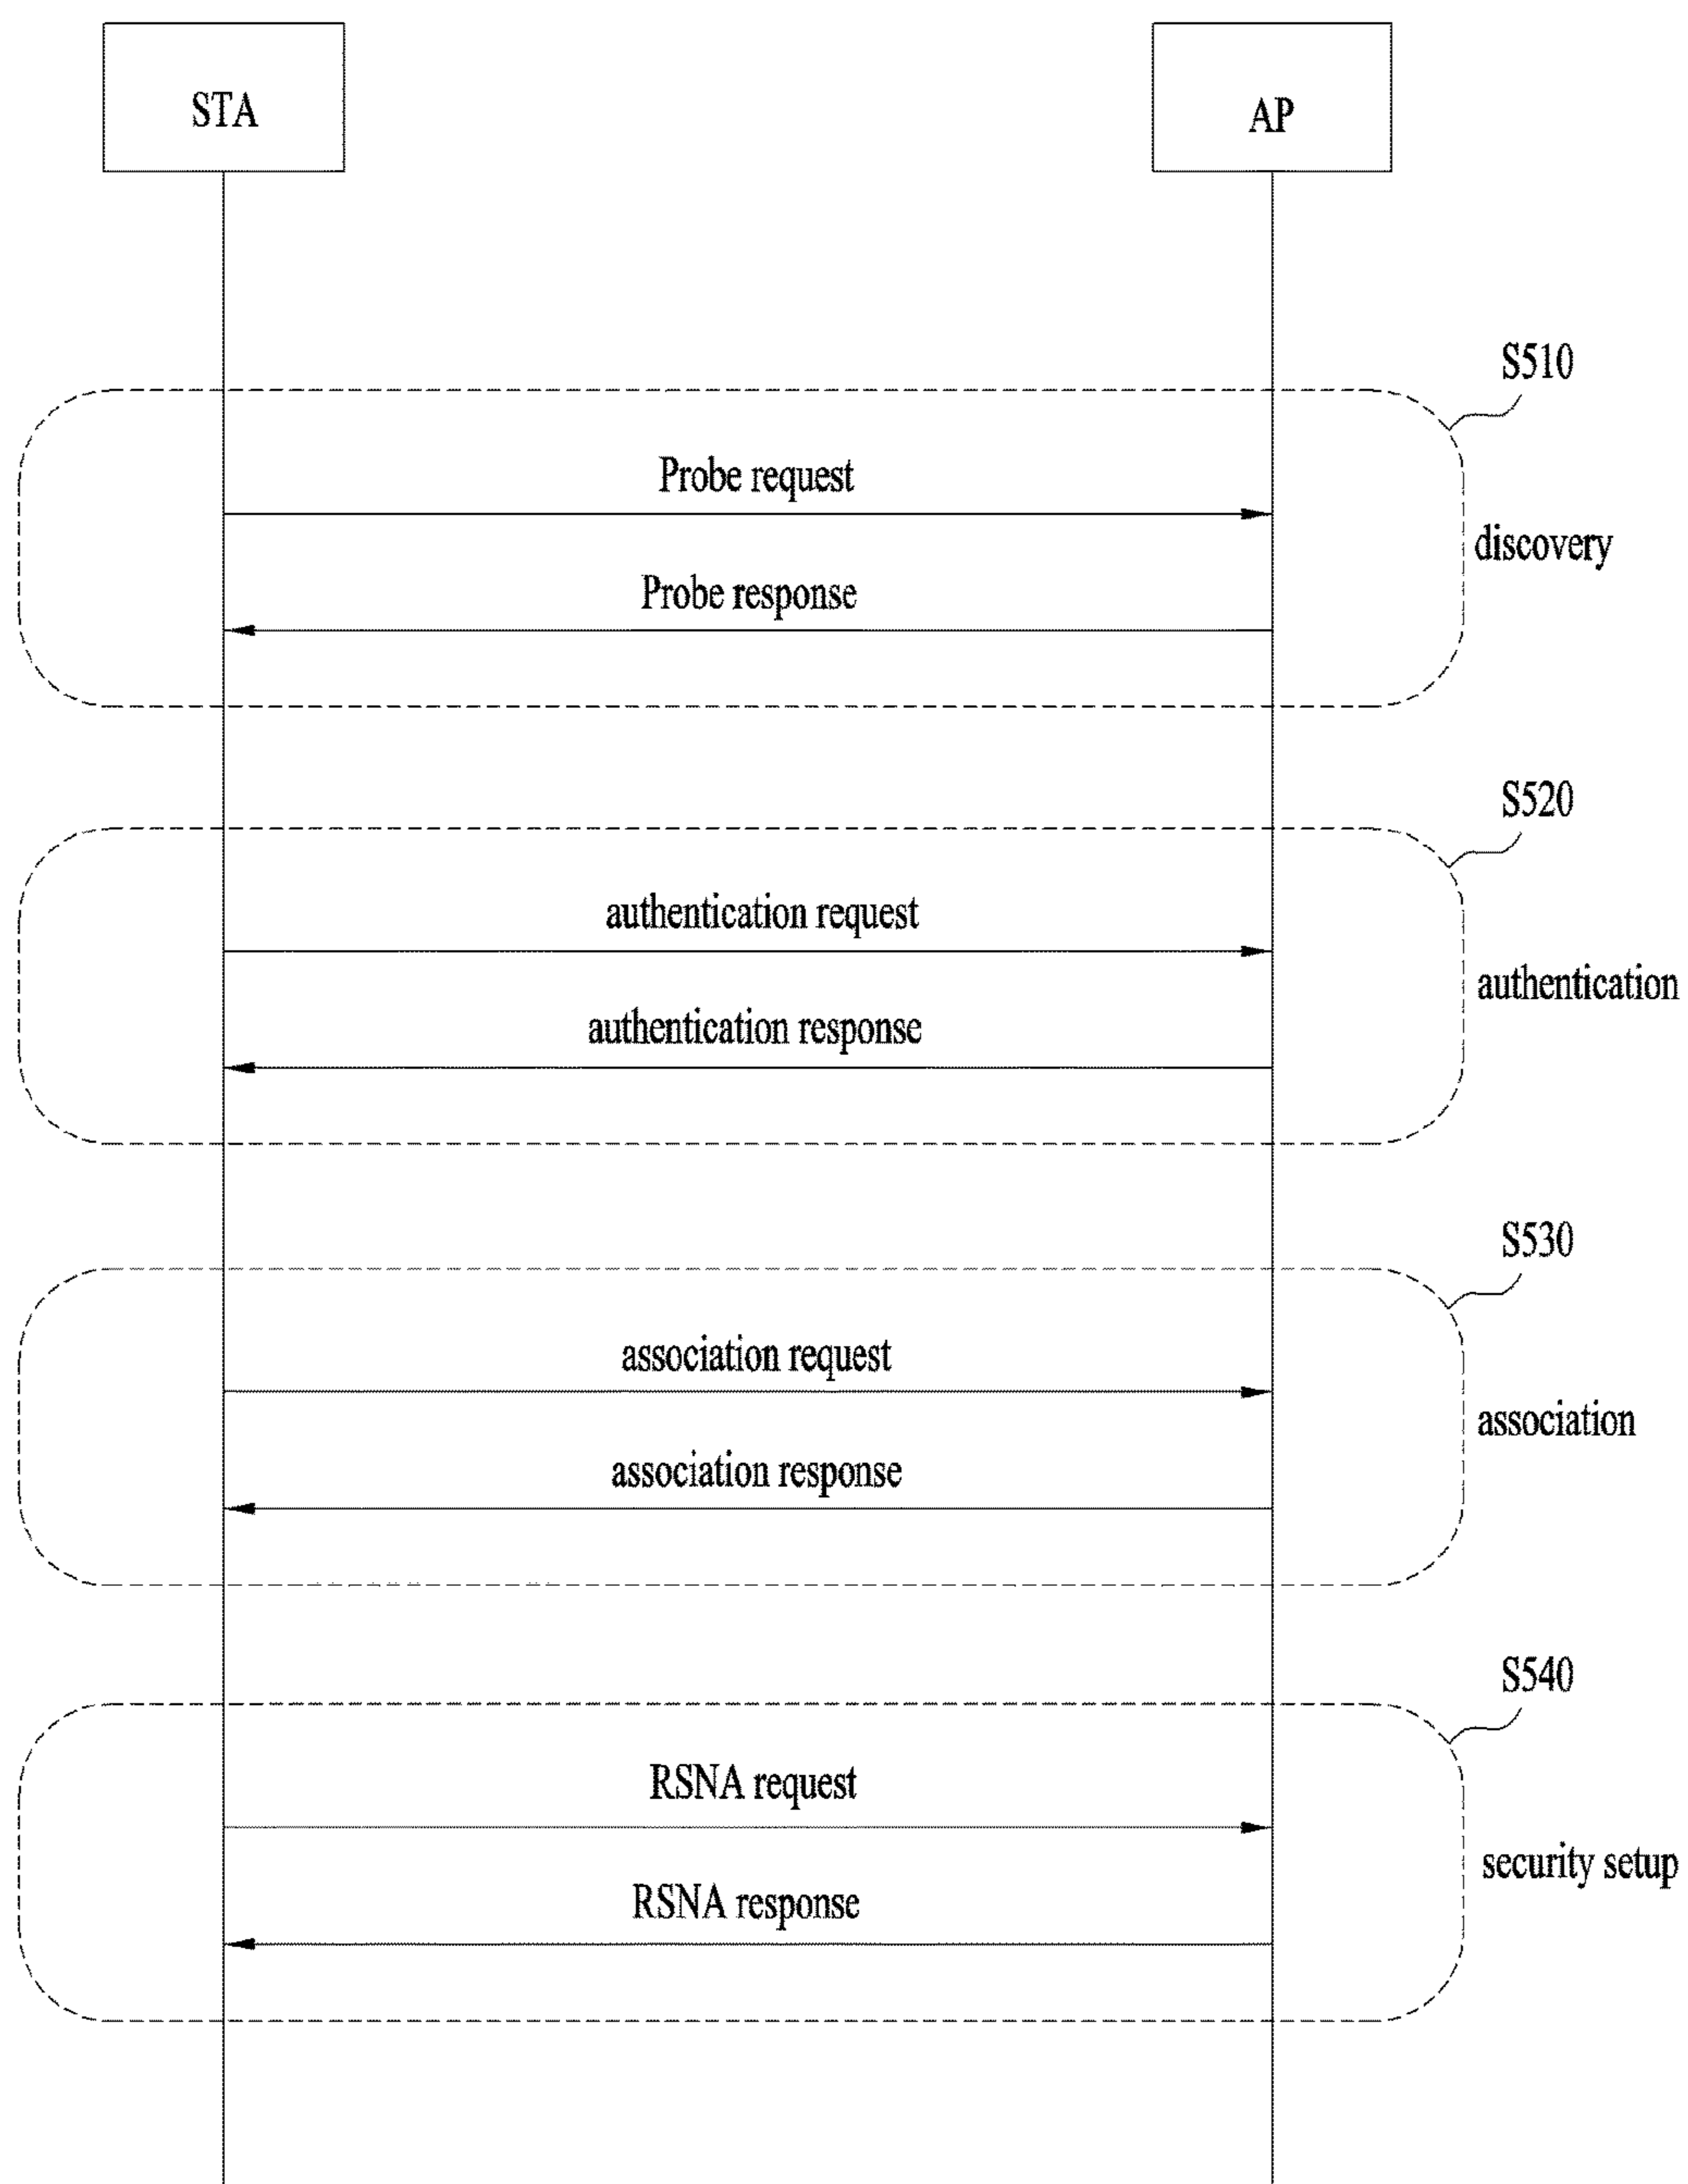 STA
AP
S510
Probe request
discovery
Probe response
S520
authentication request
authentication
authentication response
S530
association request
association
association response
S540
RSNA request
security setup
RSNA response